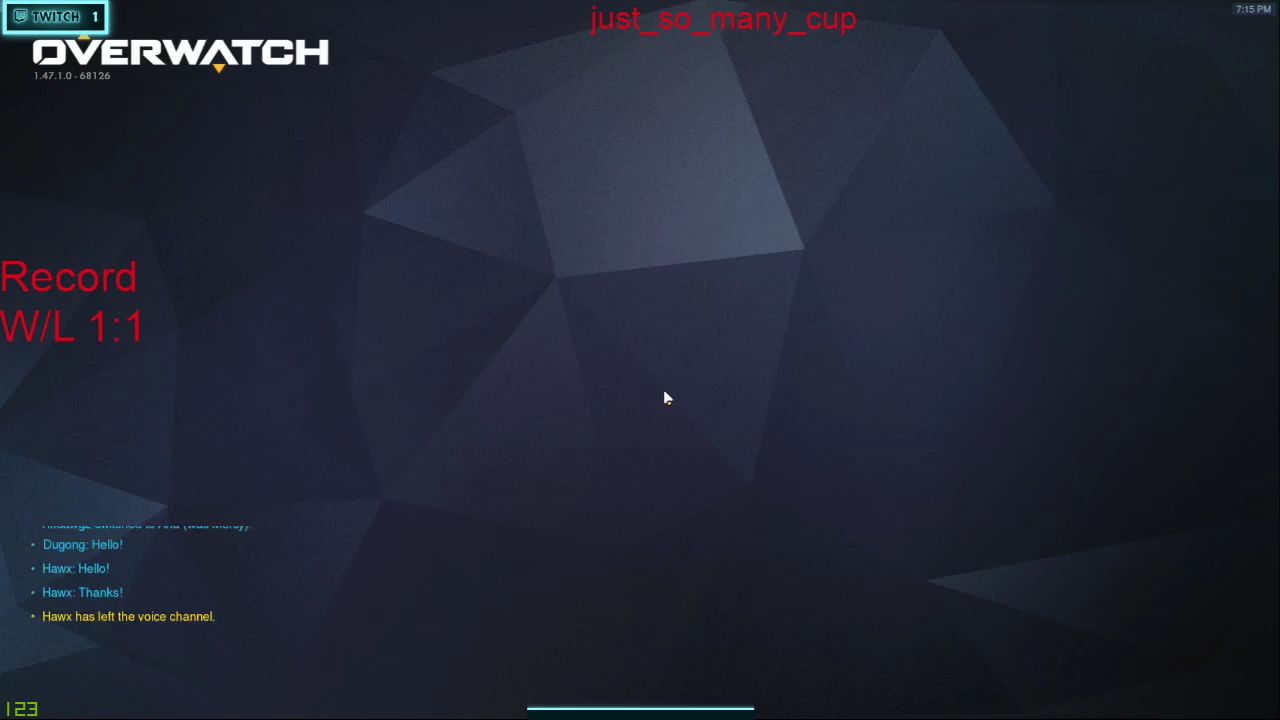 TWITCH 1
just_so_many_cup
7:15 PM
OVERWATCH
1.47.1.0 - 68126
Record
W/L 1:1
Dugong: Hello!
Hawx: Hello!
Hawx: Thanks!
Hawx has left the voice channel.
123